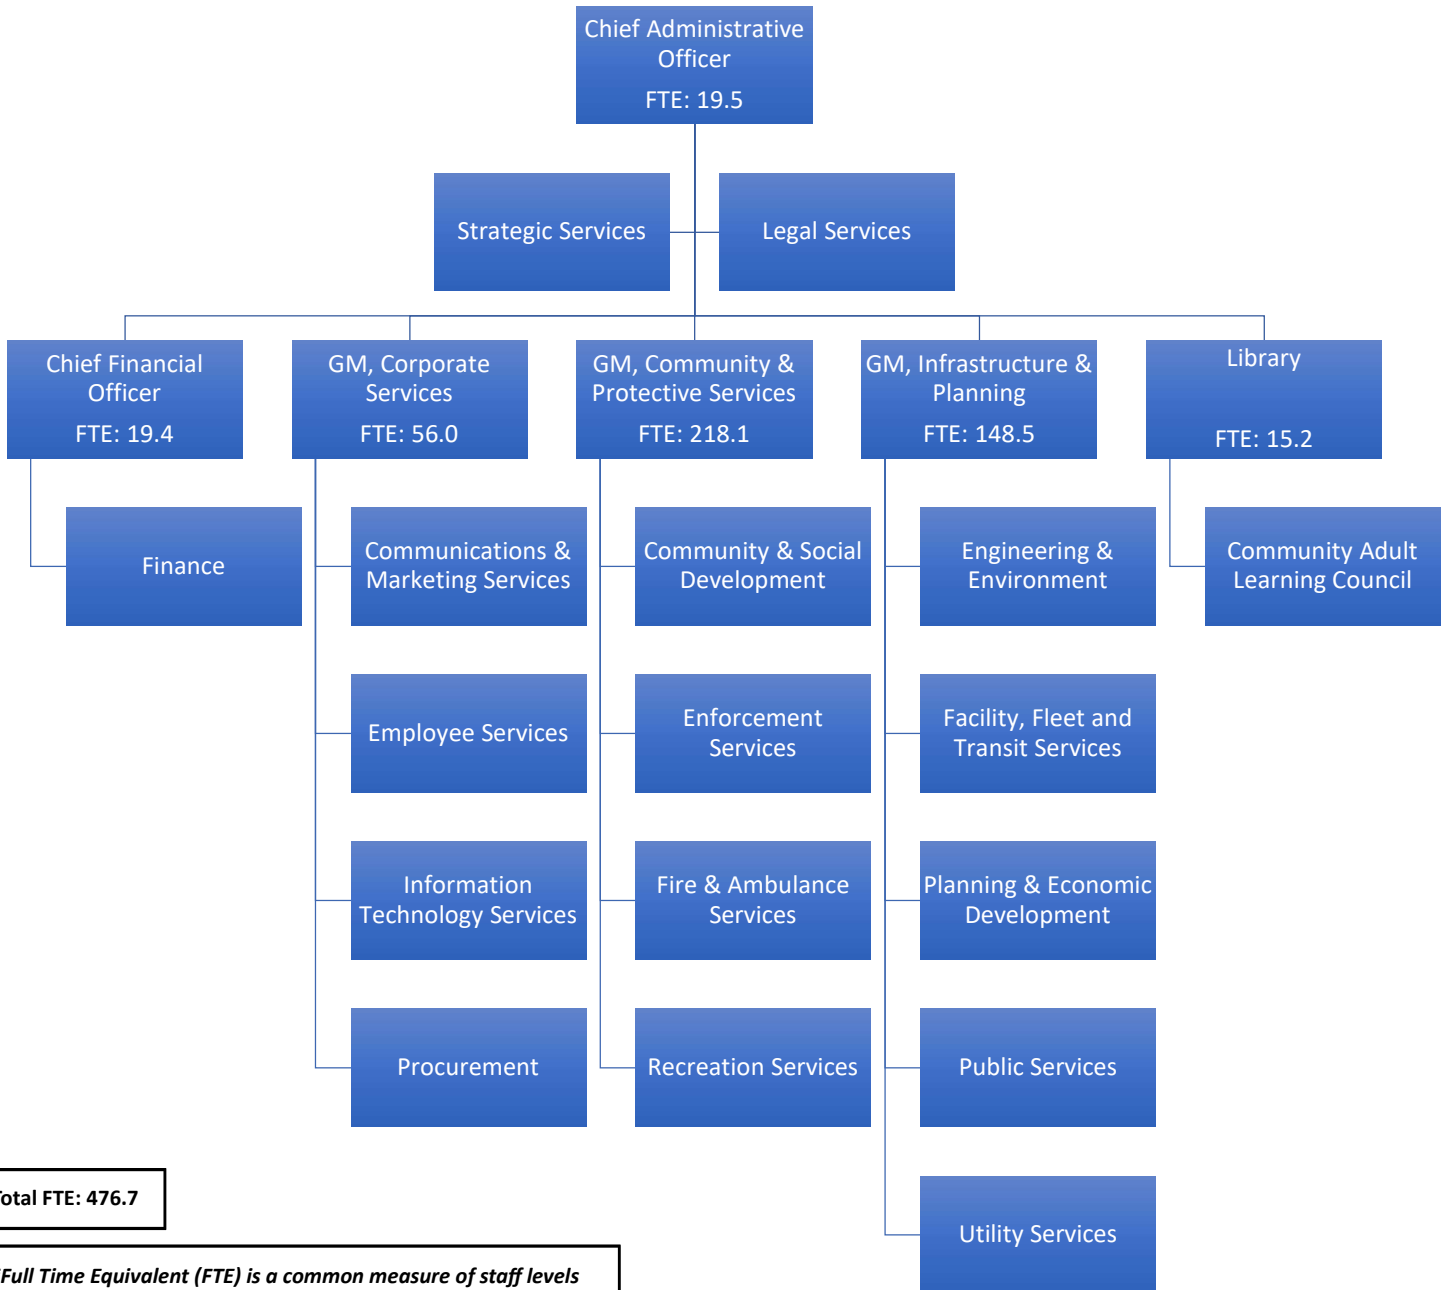 Chief Administrative
Officer
FTE: 19.5
Strategic Services
Legal Services
Chief Financial
Officer
FTE: 19.4
GM, Corporate
Services
FTE: 56.0
GM, Community &
Protective Services
FTE: 218.1
GM, Infrastructure &
Planning
FTE: 148.5
Library
FTE: 15.2
Finance
Communications &
Marketing Services
Community & Social
Development
Engineering &
Environment
Community Adult
Learning Council
Employee Services
Enforcement
Services
Facility, Fleet and
Transit Services
Information
Technology Services
Fire & Ambulance
Services
Planning & Economic
Development
Procurement
Recreation Services
Public Services
Utility Services
Total FTE: 476.7
Full Time Equivalent (FTE) is a common measure of staff levels